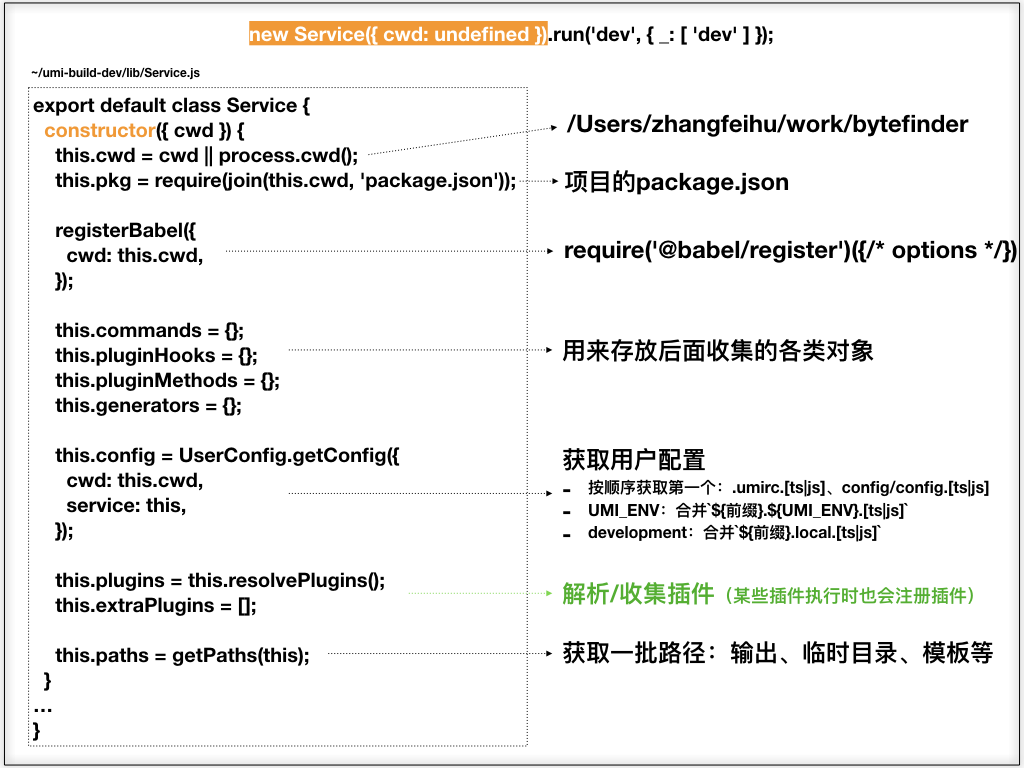 new Service({ cwd: undefined }).run('dev', { _: [ 'dev' ] });
~/umi-build-dev/lib/Service.js
export default class Service {
constructor({ cwd }) {
this.cwd = cwd || process.cwd();
/Users/zhangfeihu/work/bytefinder
this.pkg = require(join(this.cwd, 'package.json'));
项目的package.json
registerBabel({
cwd: this.cwd,
});
require('@babel/register')({/* options */})
this.commands = {};
this.pluginHooks = {};
this.pluginMethods = {};
this.generators = {};
用来存放后面收集的各类对象
this.config = UserConfig.getConfig({
cwd: this.cwd,
service: this,
});
获取用户配置
- 按顺序获取第一个：.umirc.[ts|js]、config/config.[ts|js]
- UMI_ENV：合并`${前缀}.${UMI_ENV}.[ts|js]`
- development：合并`${前缀}.local.[ts|js]`
this.plugins = this.resolvePlugins();
this.extraPlugins = [];
解析/收集插件（某些插件执行时也会注册插件）
this.paths = getPaths(this);
获取一批路径：输出、临时目录、模板等
}
...
}